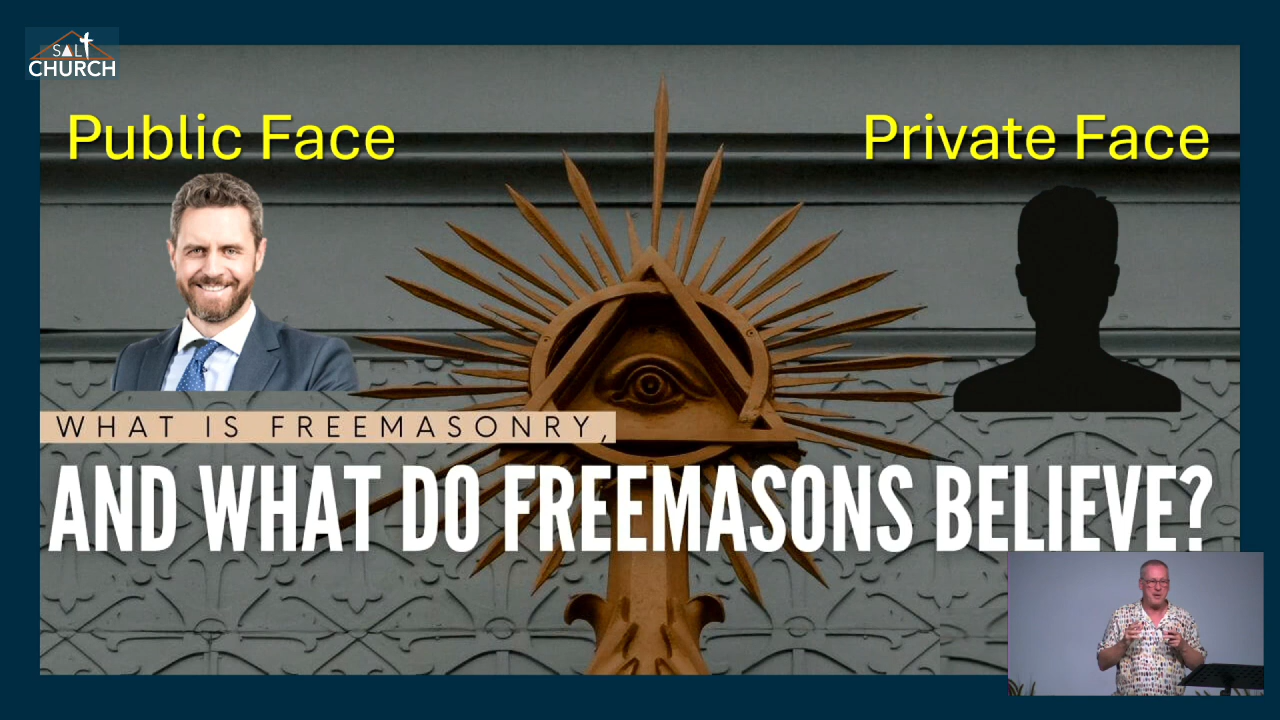 SALT
CHURCH
Public Face
Private Face
WHAT IS FREEMASONRY,
AND WHAT DO FREEMASONS BELIEVE?